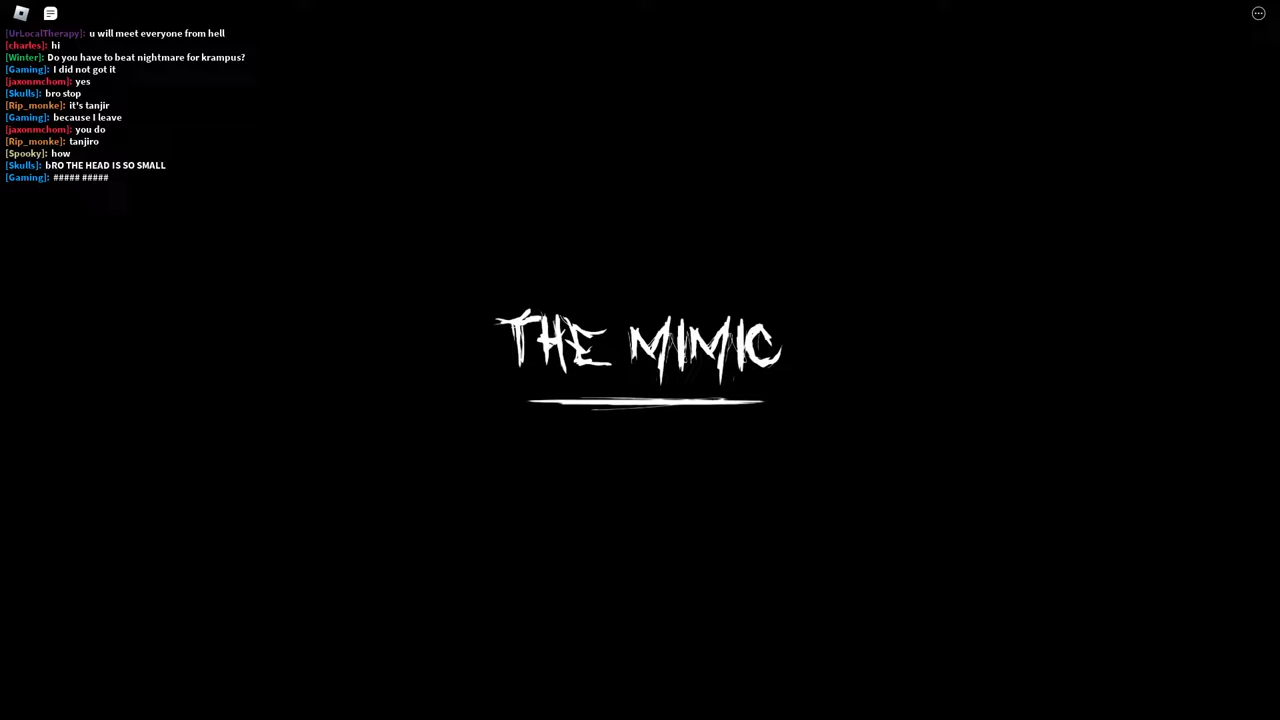 [UrLocalTherapy]: u will meet everyone from hell
[charles]: hi
[Winter]: Do you have to beat nightmare for krampus?
[Gaming]: I did not got it
[jaxonmchom]: yes
[Skulls]: bro stop
[Rip_monke]: it's tanjir
[Gaming]: because I leave
[jaxonmchom]: you do
[Rip_monke]: tanjiro
[Spooky]: how
[Skulls]: bRO THE HEAD IS SO SMALL
[Gaming]: ##### #####
THE MIMIC